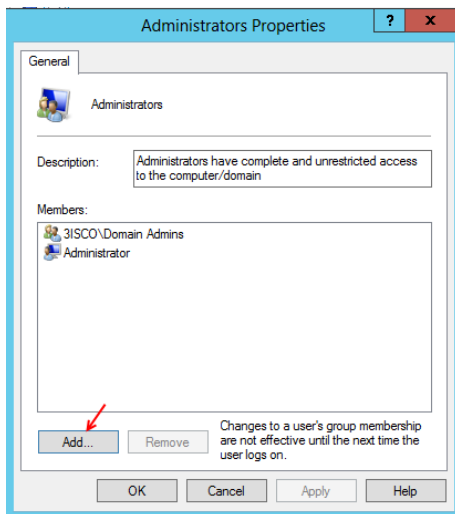 Administrators Properties
?
x
General
Administrators
Description:
Administrators have complete and unrestricted access
to the computer/domain
Members:
3ISCO\Domain Admins
Administrator
Add...
Remove
Changes to a user's group membership
are not effective until the next time the
user logs on.
OK
Cancel
Apply
Help